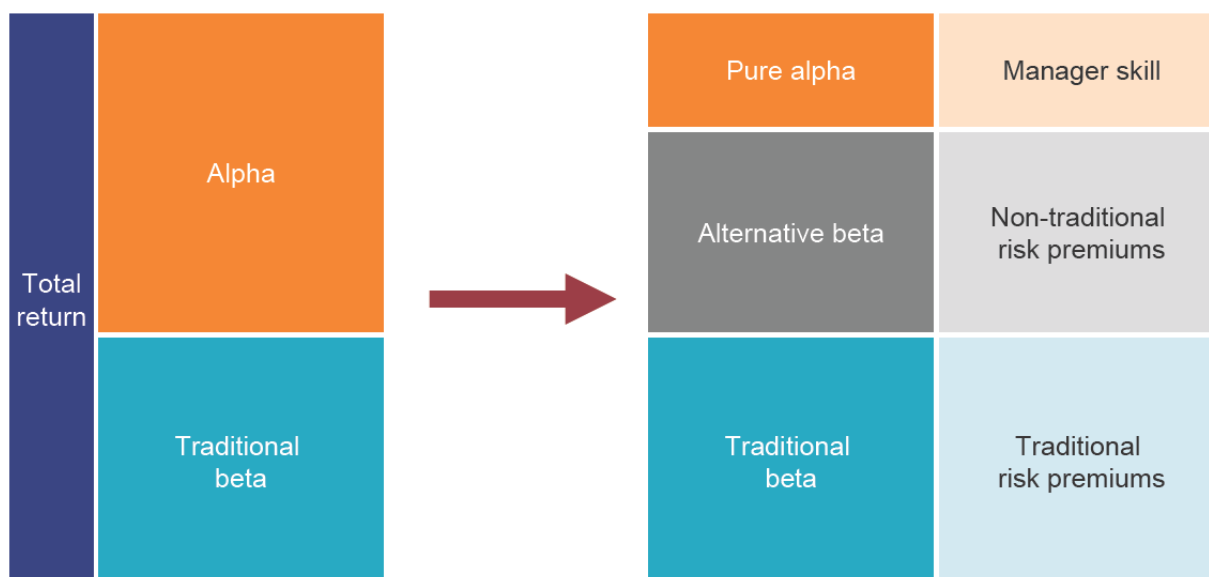 Total
return
Alpha
Traditional
beta
Pure alpha
Manager skill
Alternative beta
Non-traditional
risk premiums
Traditional
beta
Traditional
risk premiums